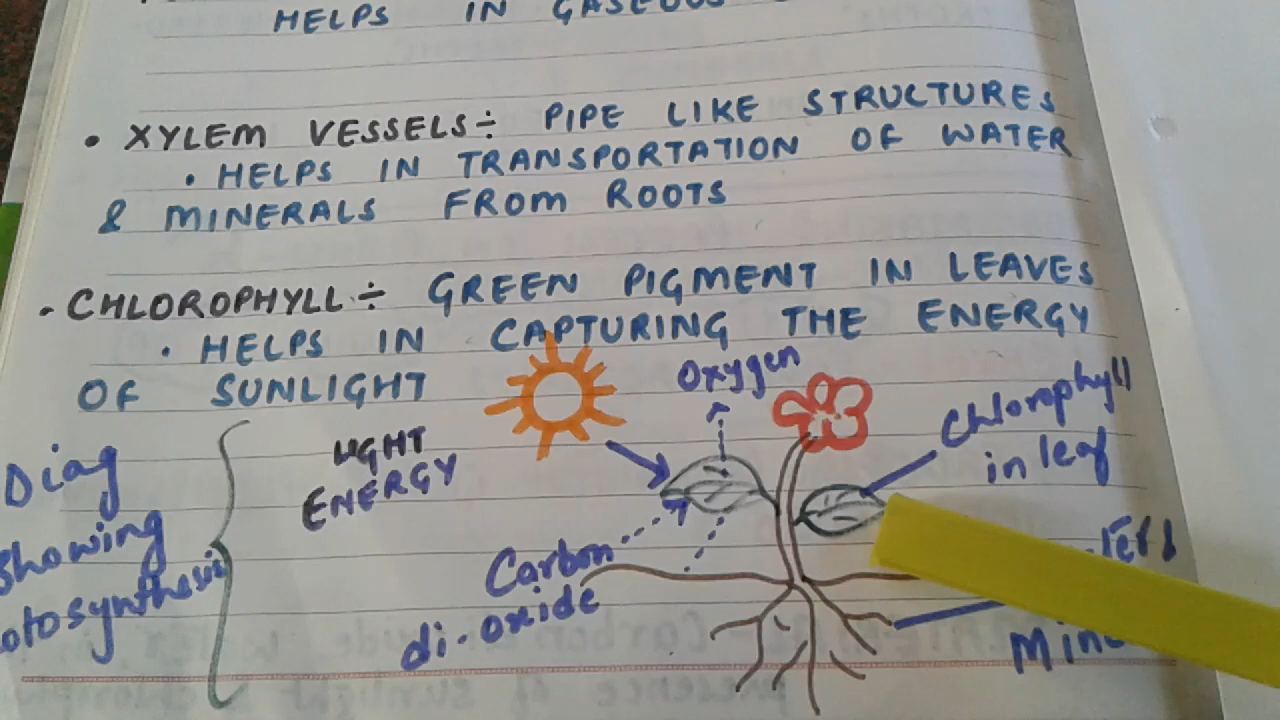 HELPS IN GASEOUS
• XYLEM VESSELS÷ PIPE LIKE STRUCTURES
• HELPS IN TRANSPORTATION OF WATER
& MINERALS FROM ROOTS
• CHLOROPHYLL÷ GREEN PIGMENT IN LEAVES
• HELPS IN CAPTURING THE ENERGY
OF SUNLIGHT
Diag
showing
otosynthesis
LIGHT
ENERGY
Oxygen
Chlorophyll
in leaf
Carbon
di-oxide